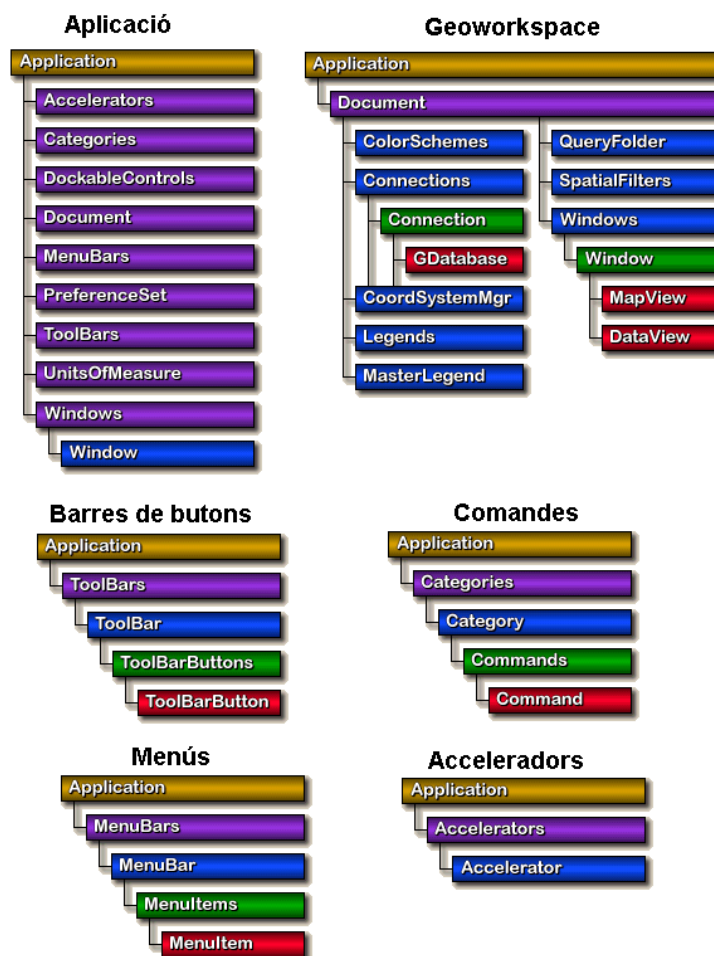 Aplicació
Application
Accelerators
Categories
DockableControls
Document
MenuBars
PreferenceSet
ToolBars
UnitsOfMeasure
Windows
Window
Geoworkspace
Application
Document
ColorSchemes
Connections
Connection
GDatabase
CoordSystemMgr
Legends
MasterLegend
QueryFolder
SpatialFilters
Windows
Window
MapView
DataView
Barres de butons
Application
ToolBars
ToolBar
ToolBarButtons
ToolBarButton
Comandes
Application
Categories
Category
Commands
Command
Menús
Application
MenuBars
MenuBar
MenuItems
MenuItem
Acceleradors
Application
Accelerators
Accelerator